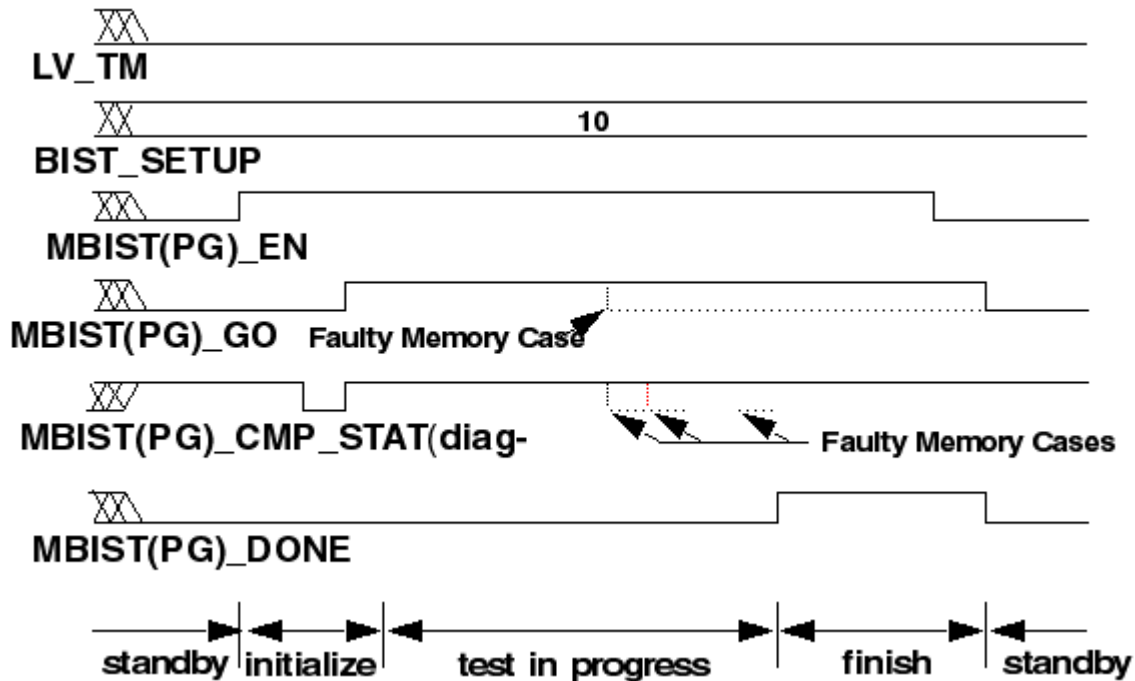 LV_TM
10
BIST_SETUP
MBIST(PG)_EN
MBIST(PG)_GO Faulty Memory Case
MBIST(PG)_CMP_STAT(diag-
Faulty Memory Cases
MBIST(PG)_DONE
standby initialize test in progress finish standby